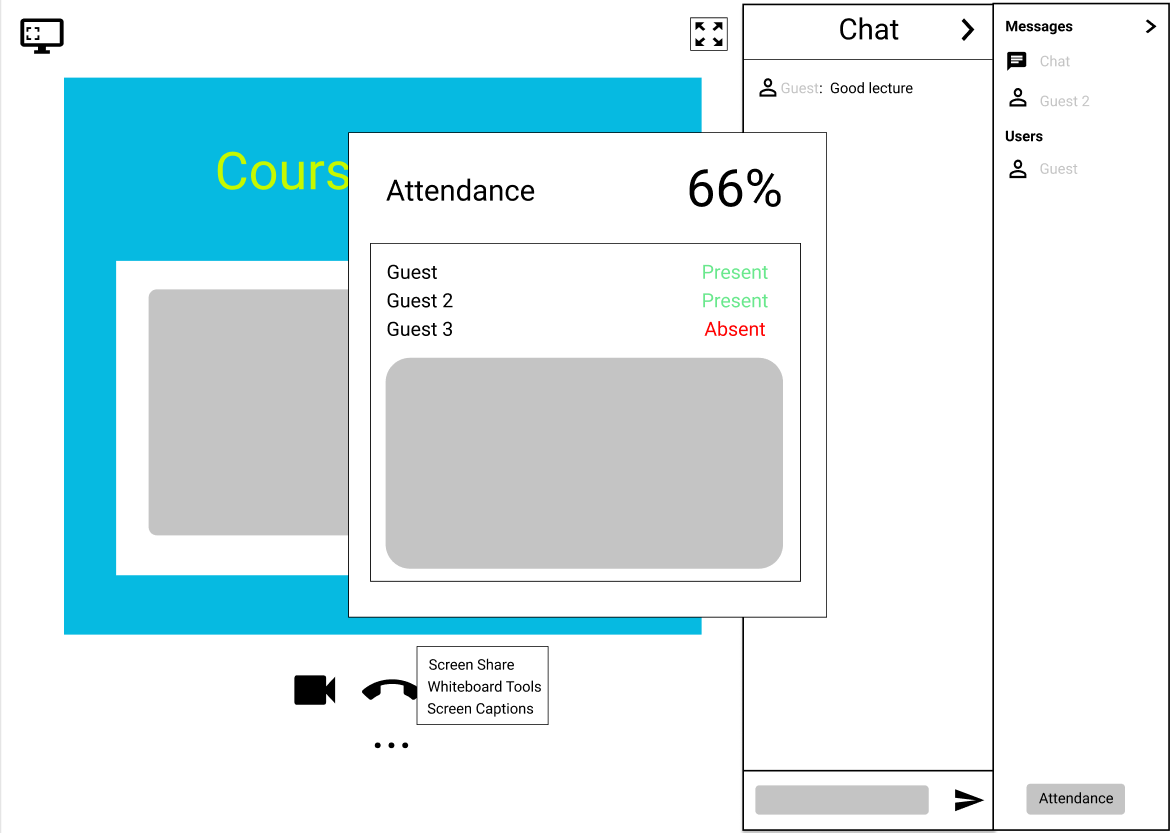 Chat
Guest: Good lecture
Messages
Chat
Guest 2
Users
Guest
Cours
Attendance
66%
Guest Present
Guest 2 Present
Guest 3 Absent
Screen Share
Whiteboard Tools
Screen Captions
Attendance